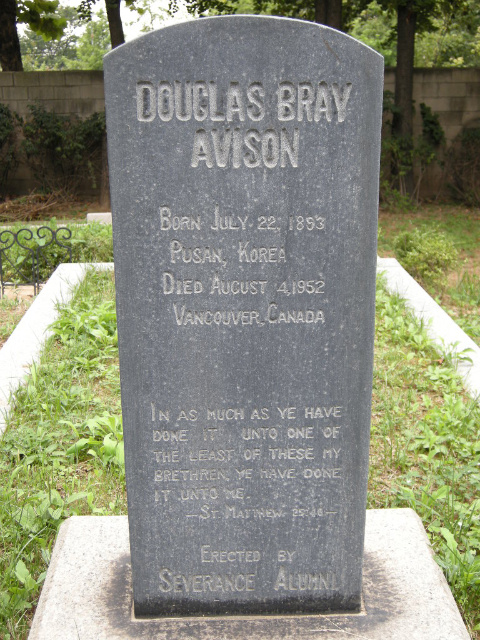 DOUGLAS BRAY
AVISON
BORN JULY 22, 1893
PUSAN, KOREA
DIED AUGUST 4, 1952
VANCOUVER, CANADA
IN AS MUCH AS YE HAVE
DONE IT UNTO ONE OF
THE LEAST OF THESE MY
BRETHREN, YE HAVE DONE
IT UNTO ME.
—ST. MATTHEW 25:
ERECTED BY
SEVERANCE ALUMNI